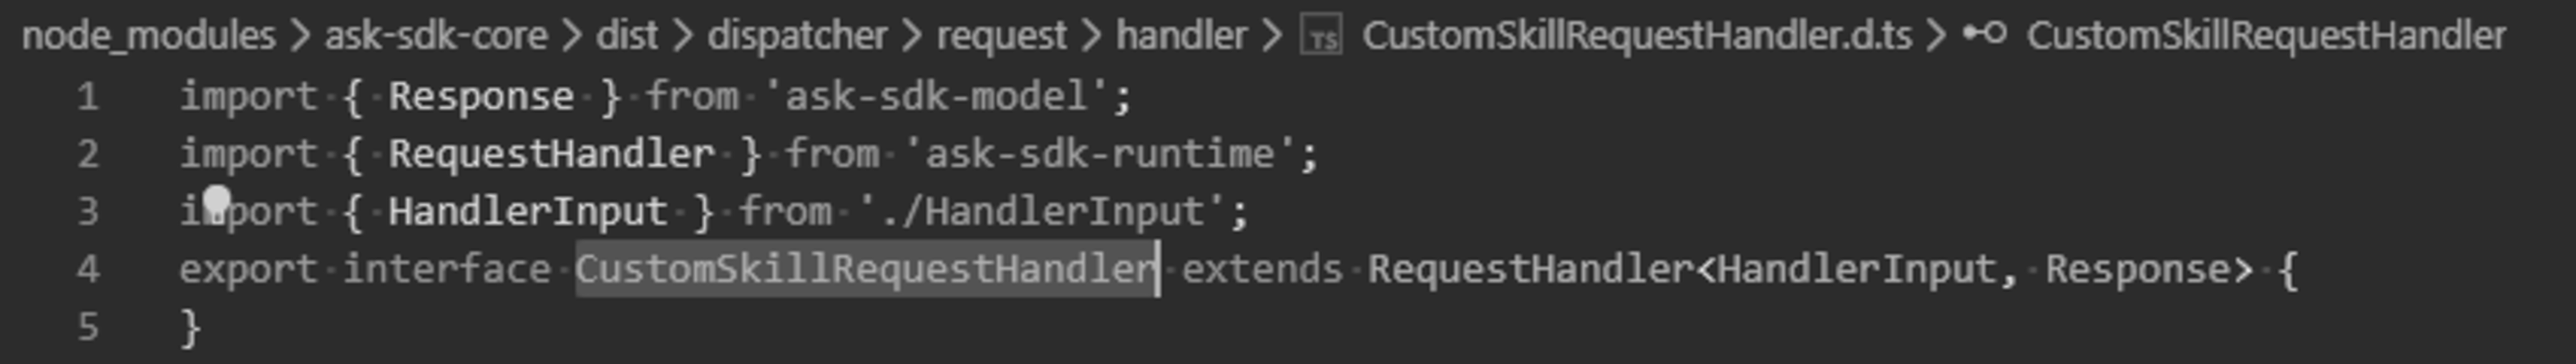 node_modules > ask-sdk-core > dist > dispatcher > request > handler > TS CustomSkillRequestHandler.d.ts > CustomSkillRequestHandler
1 import { Response } from 'ask-sdk-model';
2 import { RequestHandler } from 'ask-sdk-runtime';
3 import { HandlerInput } from './HandlerInput';
4 export interface CustomSkillRequestHandler extends RequestHandler<HandlerInput, Response> {
5 }